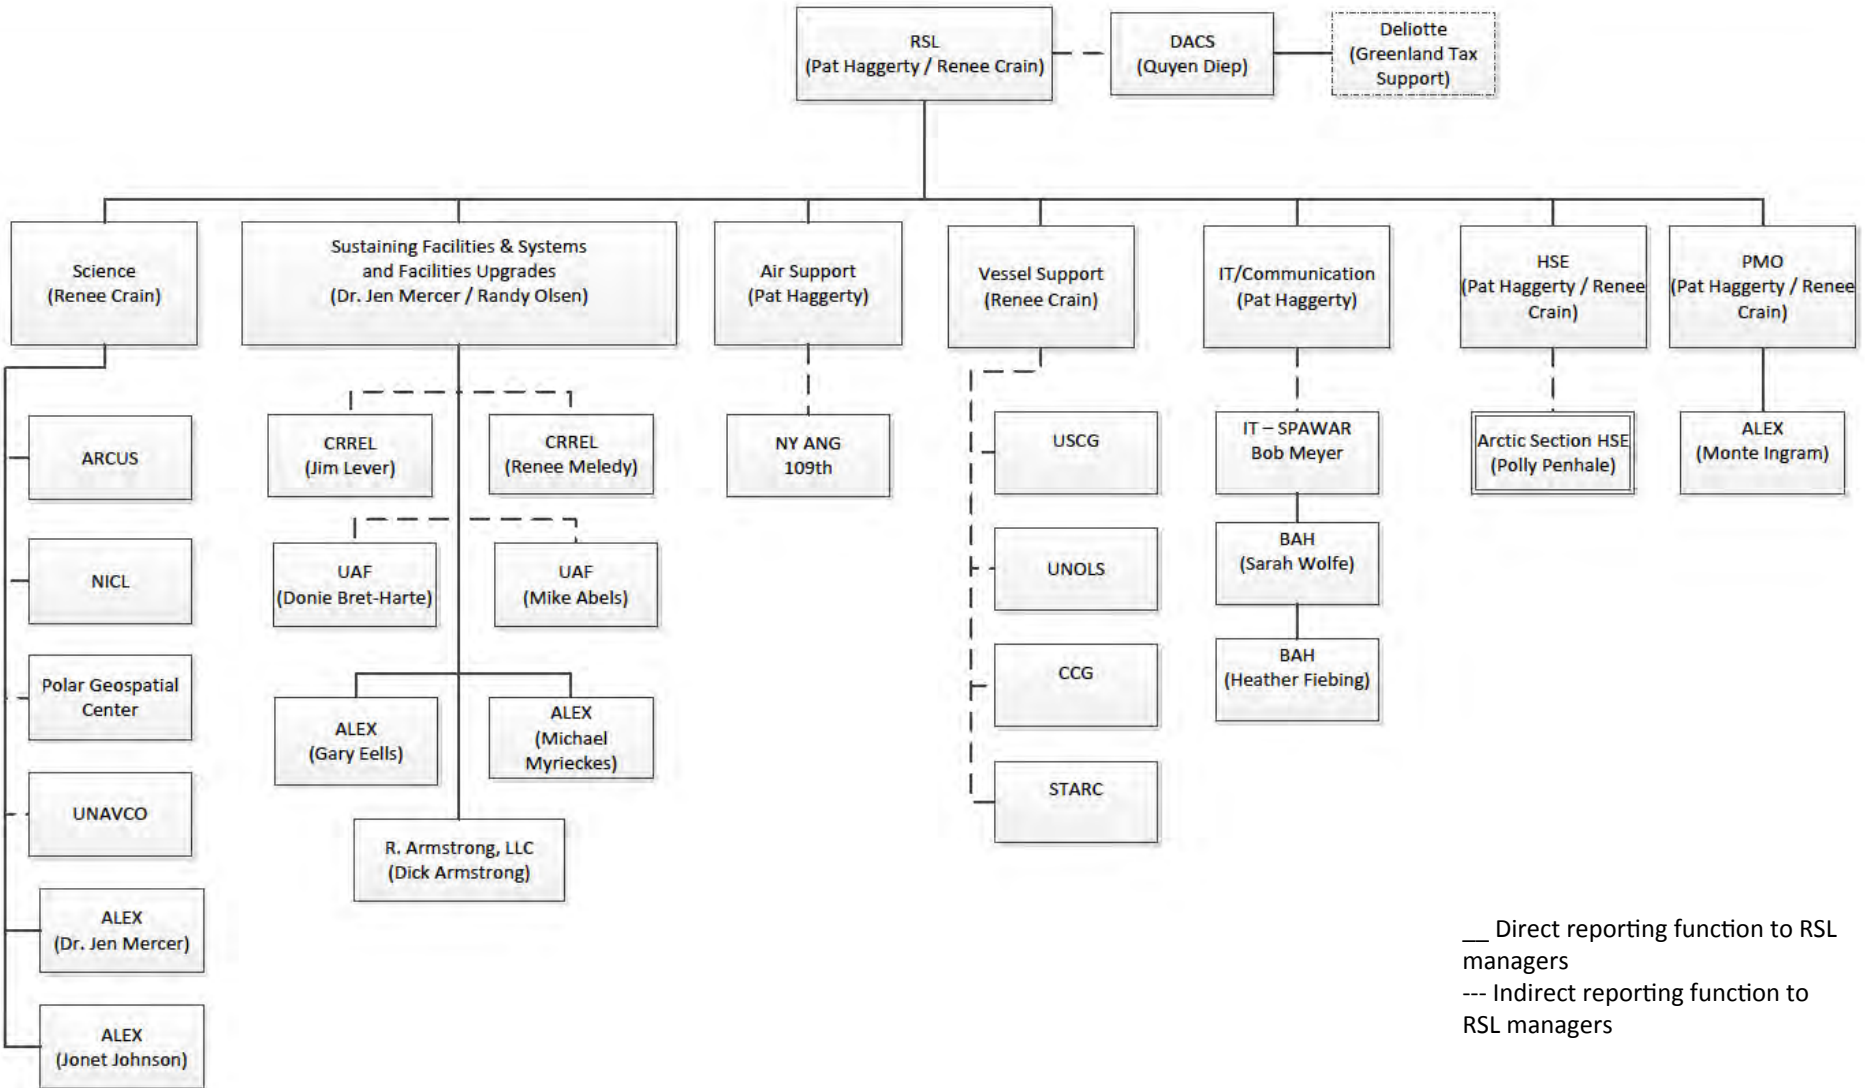 RSL
(Pat Haggerty / Renee Crain)
DACS
(Quyen Diep)
Deliotte
(Greenland Tax
Support)
Science
(Renee Crain)
Sustaining Facilities & Systems
and Facilities Upgrades
(Dr. Jen Mercer / Randy Olsen)
Air Support
(Pat Haggerty)
Vessel Support
(Renee Crain)
IT/Communication
(Pat Haggerty)
HSE
(Pat Haggerty / Renee
Crain)
PMO
(Pat Haggerty / Renee
Crain)
ARCUS
NICL
Polar Geospatial
Center
UNAVCO
ALEX
(Dr. Jen Mercer)
ALEX
(Jonet Johnson)
CRREL
(Jim Lever)
CRREL
(Renee Meledy)
UAF
(Donie Bret-Harte)
UAF
(Mike Abels)
ALEX
(Gary Eells)
ALEX
(Michael
Myrieckes)
R. Armstrong, LLC
(Dick Armstrong)
NY ANG
109th
USCG
UNOLS
CCG
STARC
IT – SPAWAR
Bob Meyer
BAH
(Sarah Wolfe)
BAH
(Heather Fiebing)
Arctic Section HSE
(Polly Penhale)
ALEX
(Monte Ingram)
__ Direct reporting function to RSL
managers
--- Indirect reporting function to
RSL managers